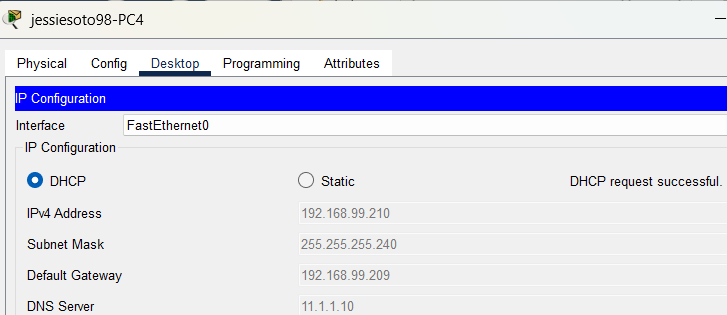 jessiesoto98-PC4
Physical Config Desktop Programming Attributes
IP Configuration
Interface FastEthernet0
IP Configuration
DHCP Static DHCP request successful.
IPv4 Address 192.168.99.210
Subnet Mask 255.255.255.240
Default Gateway 192.168.99.209
DNS Server 11.1.1.10